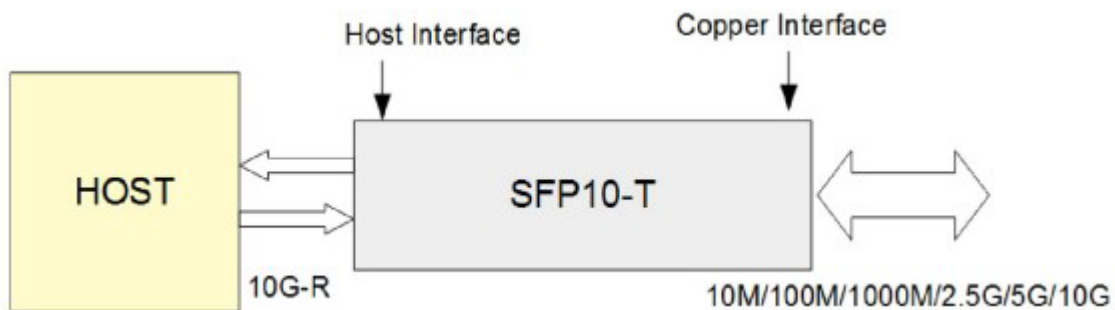 Host Interface
Copper Interface
HOST
SFP10-T
10G-R
10M/100M/1000M/2.5G/5G/10G